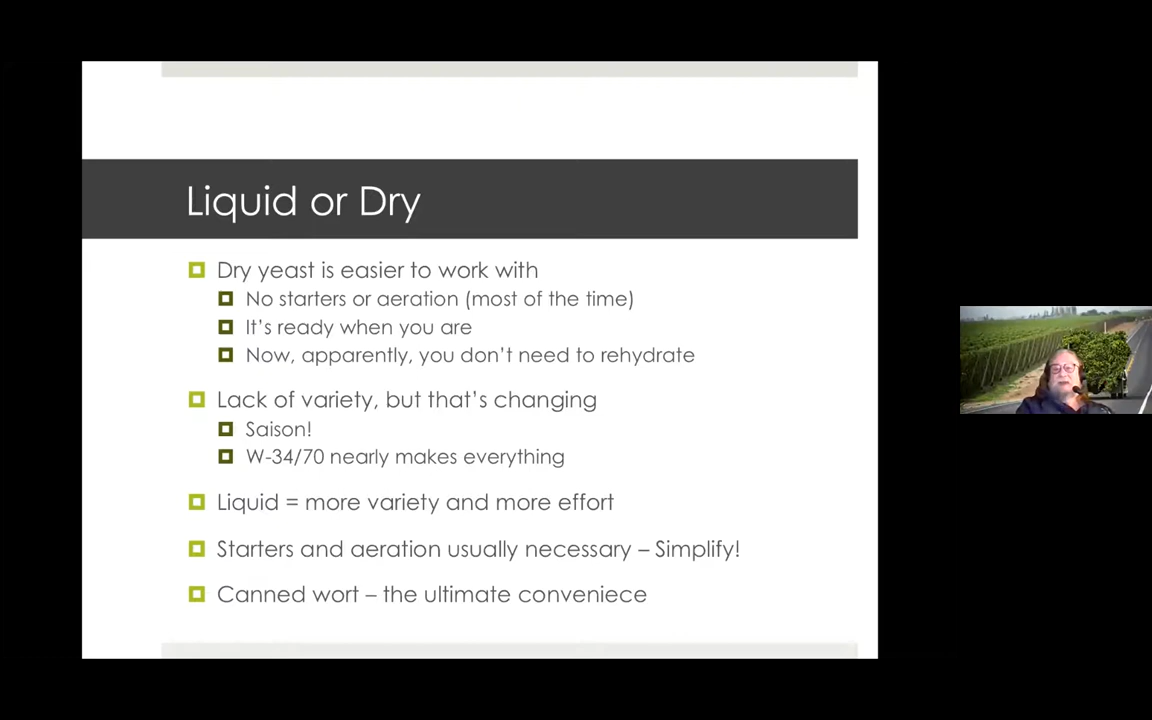 Liquid or Dry
Dry yeast is easier to work with
No starters or aeration (most of the time)
It's ready when you are
Now, apparently, you don't need to rehydrate
Lack of variety, but that's changing
Saison!
W-34/70 nearly makes everything
Liquid = more variety and more effort
Starters and aeration usually necessary – Simplify!
Canned wort – the ultimate conveniece